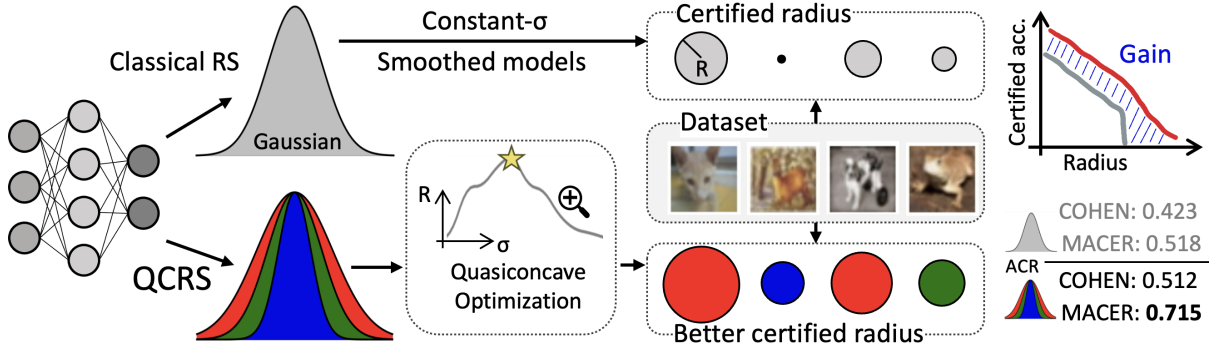 Classical RS
Gaussian
QCRS
Constant-σ
Smoothed models
R
σ
Quasiconcave
Optimization
Certified radius
R
Dataset
Better certified radius
Certified acc.
Gain
Radius
COHEN: 0.423
MACER: 0.518
ACR
COHEN: 0.512
MACER: 0.715